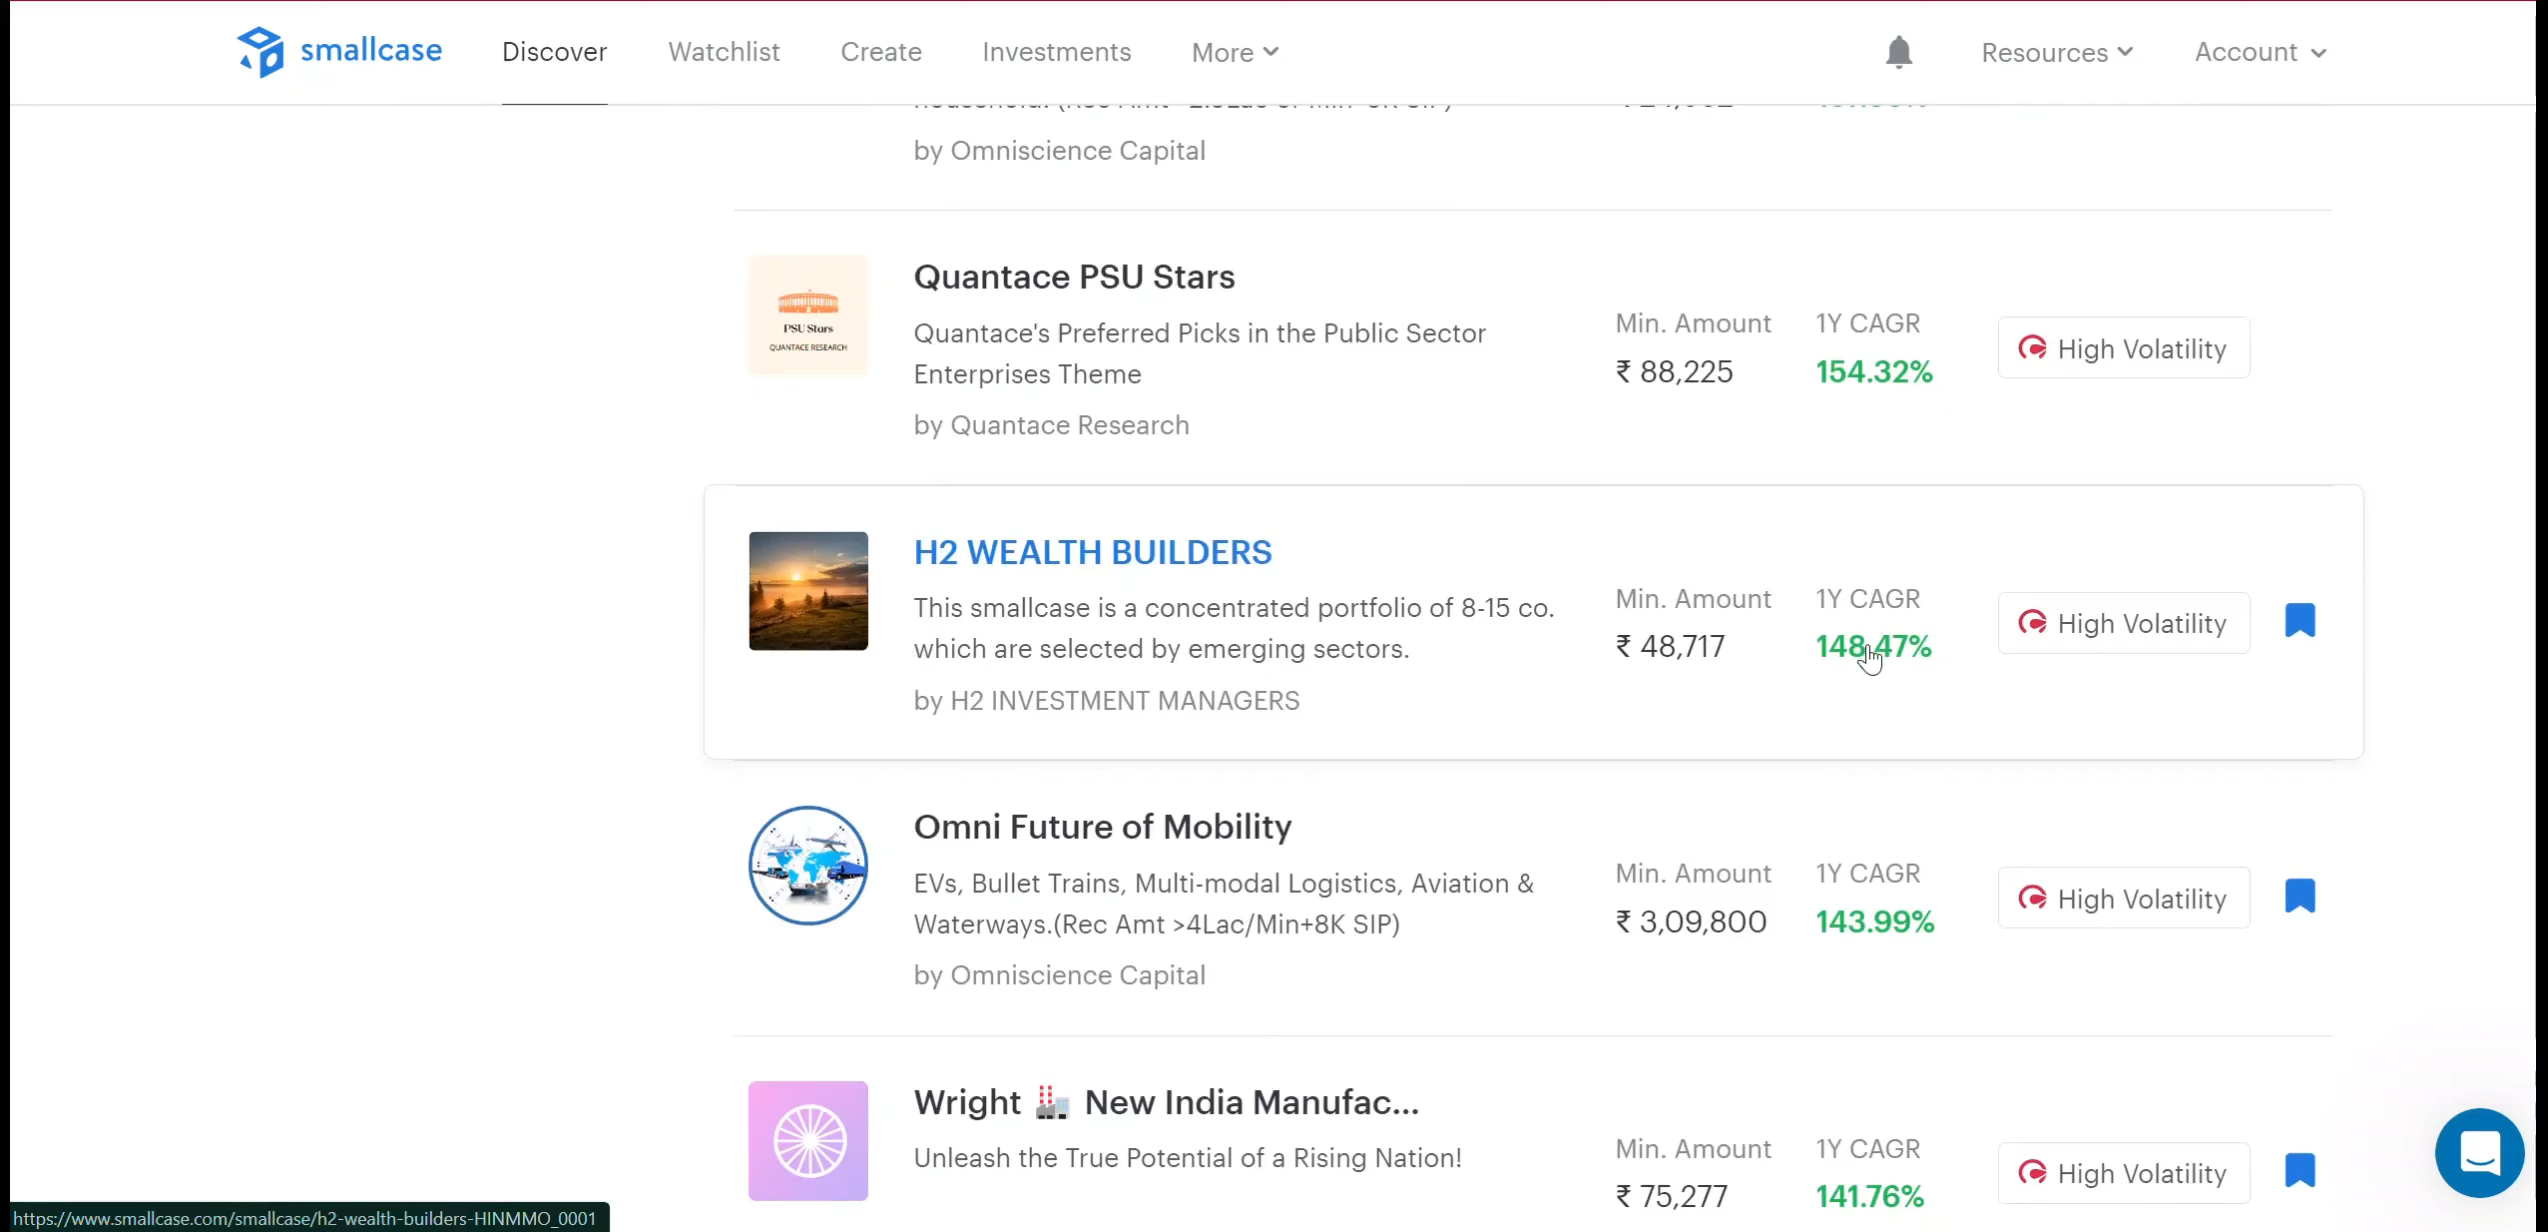 smallcase
Discover
Watchlist
Create
Investments
More
Resources
Account
by Omniscience Capital
PSU Stars
QUANTACE RESEARCH
Quantace PSU Stars
Quantace's Preferred Picks in the Public Sector
Enterprises Theme
by Quantace Research
Min. Amount
₹ 88,225
1Y CAGR
154.32%
High Volatility
H2 WEALTH BUILDERS
This smallcase is a concentrated portfolio of 8-15 co.
which are selected by emerging sectors.
by H2 INVESTMENT MANAGERS
Min. Amount
₹ 48,717
1Y CAGR
148.47%
High Volatility
Omni Future of Mobility
EVs, Bullet Trains, Multi-modal Logistics, Aviation &
Waterways.(Rec Amt >4Lac/Min+8K SIP)
by Omniscience Capital
Min. Amount
₹ 3,09,800
1Y CAGR
143.99%
High Volatility
Wright 🏭 New India Manufac...
Unleash the True Potential of a Rising Nation!
Min. Amount
₹ 75,277
1Y CAGR
141.76%
High Volatility
https://www.smallcase.com/smallcase/h2-wealth-builders-HINMMO_0001